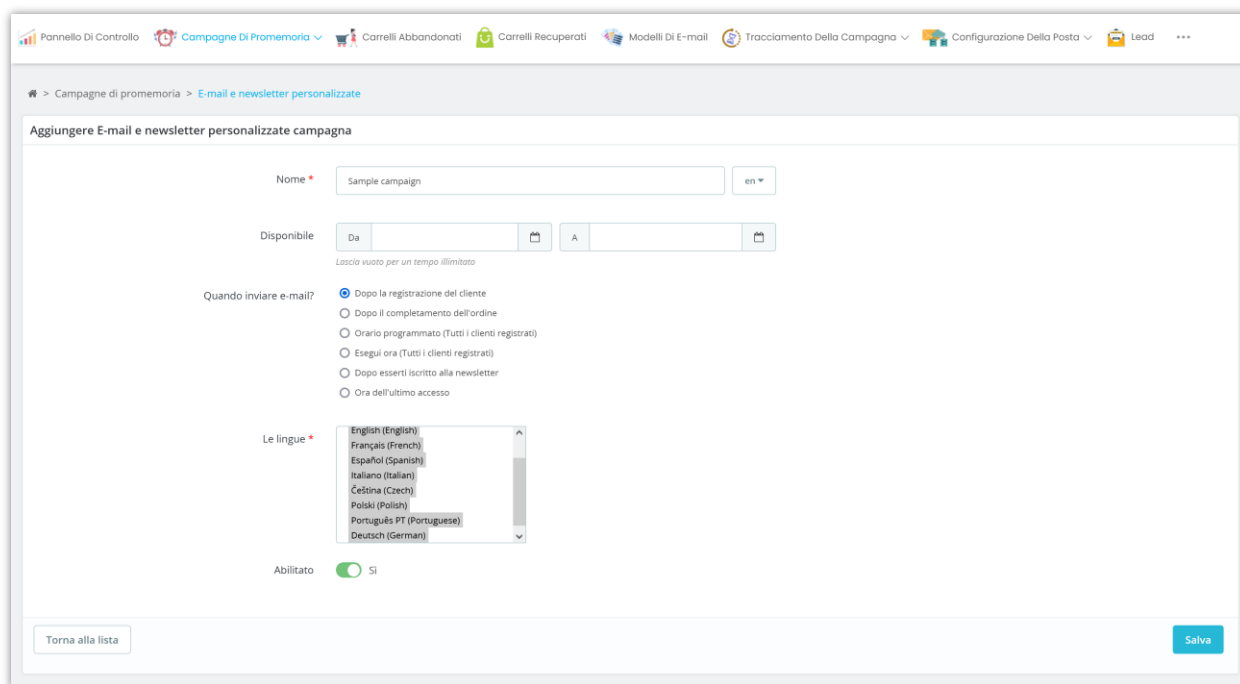 Pannello Di Controllo Campagne Di Promemoria Carrelli Abbandonati Carrelli Recuperati Modelli Di E-mail Tracciamento Della Campagna Configurazione Della Posta Lead ...
> Campagne di promemoria > E-mail e newsletter personalizzate
Aggiungere E-mail e newsletter personalizzate campagna
Nome * Sample campaign en
Disponibile Da A
Lascia vuoto per un tempo illimitato
Quando inviare e-mail? Dopo la registrazione del cliente
Dopo il completamento dell'ordine
Orario programmato (Tutti i clienti registrati)
Esegui ora (Tutti i clienti registrati)
Dopo esserti iscritto alla newsletter
Ora dell'ultimo accesso
Le lingue * English (English)
Français (French)
Español (Spanish)
Italiano (Italian)
Čeština (Czech)
Polski (Polish)
Português PT (Portuguese)
Deutsch (German)
Abilitato Sì
Torna alla lista Salva